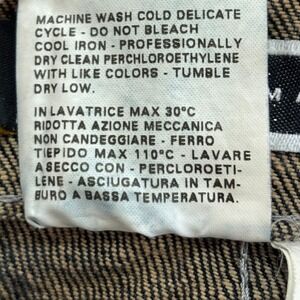 MACHINE WASH COLD DELICATE
CYCLE - DO NOT BLEACH
COOL IRON - PROFESSIONALLY
DRY CLEAN PERCHLOROETHYLENE
WITH LIKE COLORS - TUMBLE
DRY LOW.
IN LAVATRICE MAX 30°C
RIDOTTA AZIONE MECCANICA
NON CANDEGGIARE - FERRO
TIEPIDO MAX 110°C - LAVARE
A SECCO CON - PERCLOROETI-
LENE - ASCIUGATURA IN TAM-
BURO A BASSA TEMPERATURA.
M A